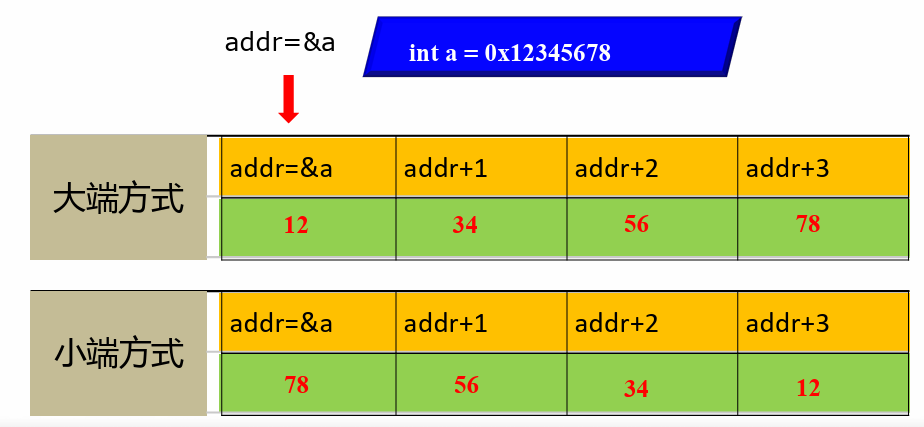 addr=&a
int a = 0x12345678
大端方式
addr=&a addr+1 addr+2 addr+3
12 34 56 78
小端方式
addr=&a addr+1 addr+2 addr+3
78 56 34 12